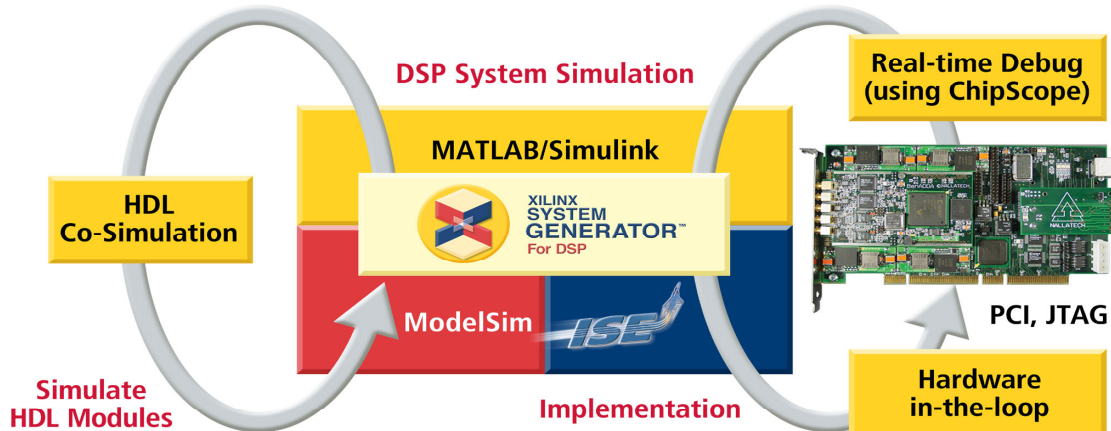 DSP System Simulation
Real-time Debug
(using ChipScope)
MATLAB/Simulink
HDL
Co-Simulation
XILINX
SYSTEM
GENERATOR™
For DSP
NALLATECH
ModelSim
ISE
PCI, JTAG
Simulate
HDL Modules
Implementation
Hardware
in-the-loop